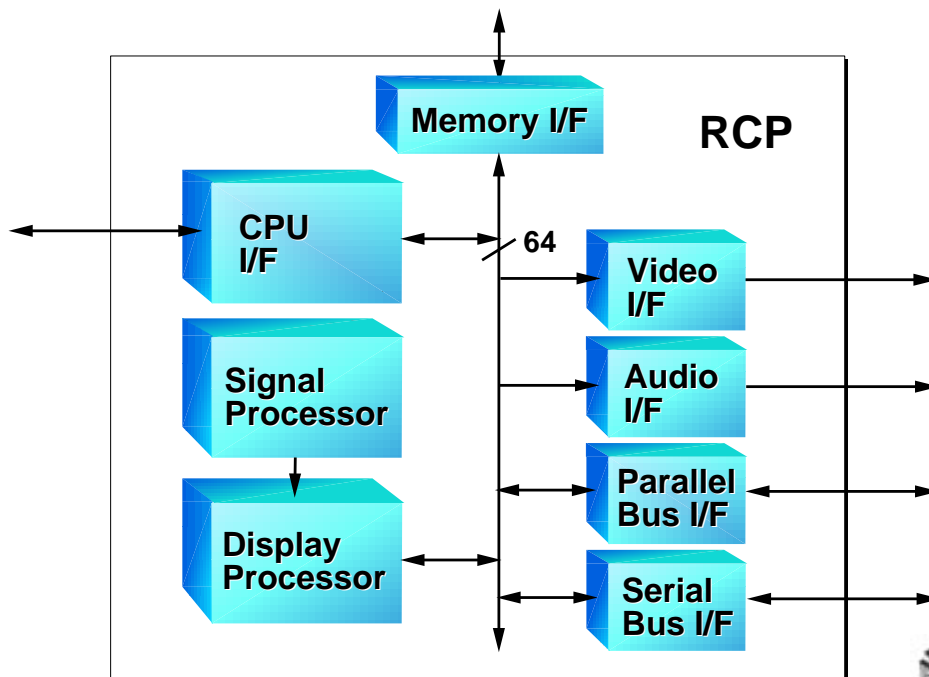 Memory I/F
RCP
CPU
I/F
64
Video
I/F
Signal
Processor
Audio
I/F
Parallel
Bus I/F
Display
Processor
Serial
Bus I/F